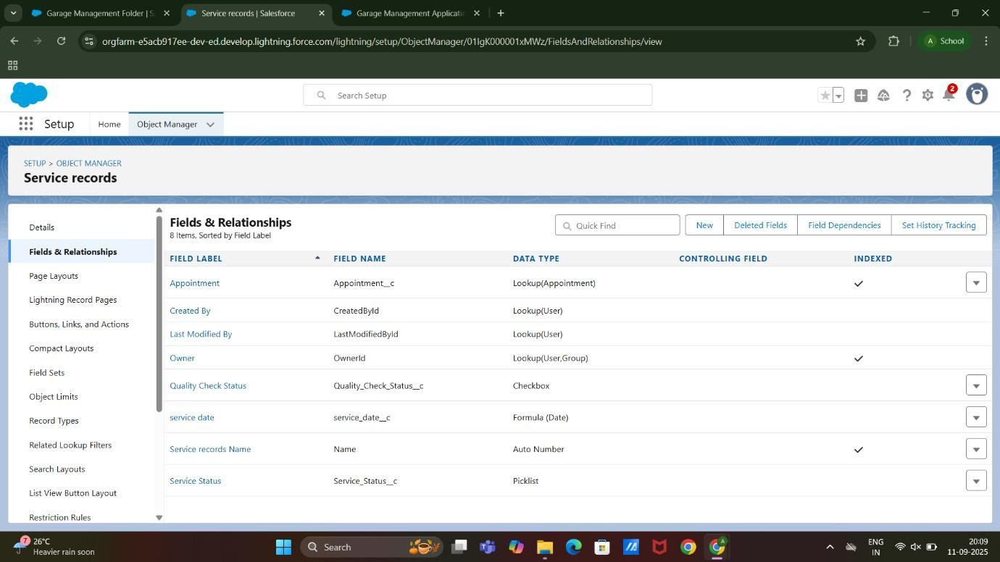 Garage Management Folder | S
Service records | Salesforce
Garage Management Applicatio
orgfarm-e5acb917ee-dev-ed.develop.lightning.force.com/lightning/setup/ObjectManager/01IgK000001xMWz/FieldsAndRelationships/view
A School
Search Setup
2
Setup
Home
Object Manager
SETUP > OBJECT MANAGER
Service records
Details
Fields & Relationships
Page Layouts
Lightning Record Pages
Buttons, Links, and Actions
Compact Layouts
Field Sets
Object Limits
Record Types
Related Lookup Filters
Search Layouts
List View Button Layout
Restriction Rules
Fields & Relationships
8 Items, Sorted by Field Label
Quick Find
New
Deleted Fields
Field Dependencies
Set History Tracking
FIELD LABEL FIELD NAME DATA TYPE CONTROLLING FIELD INDEXED
Appointment Appointment__c Lookup(Appointment)
Created By CreatedById Lookup(User)
Last Modified By LastModifiedById Lookup(User)
Owner OwnerId Lookup(User,Group)
Quality Check Status Quality_Check_Status__c Checkbox
service date service_date__c Formula (Date)
Service records Name Name Auto Number
Service Status Service_Status__c Picklist
7
26°C
Heavier rain soon
Search
ENG
IN
20:09
11-09-2025